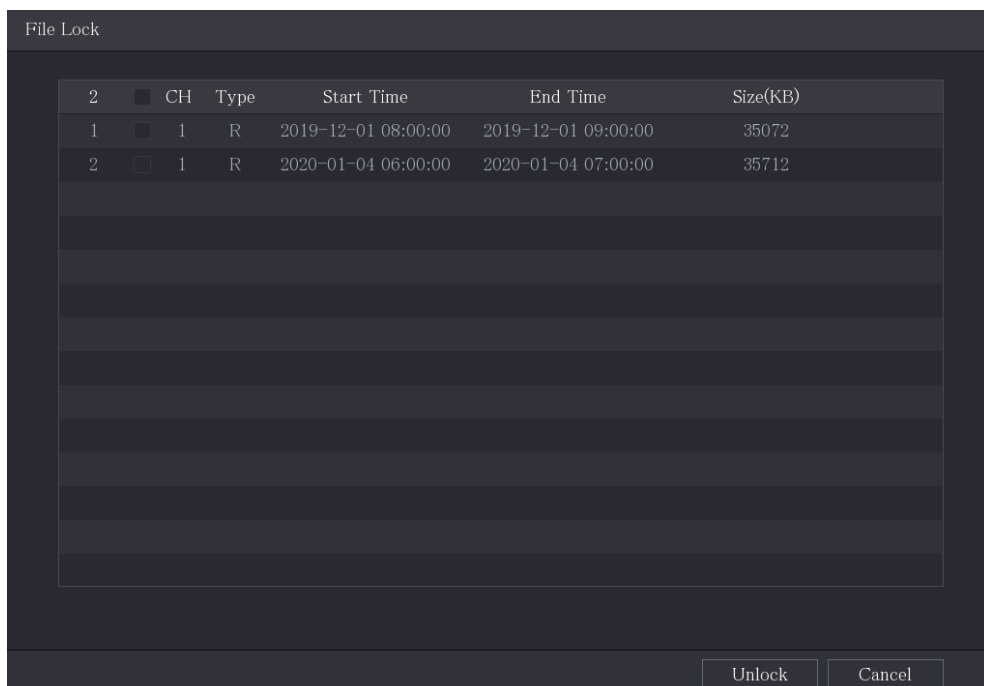 File Lock
2 CH Type Start Time End Time Size(KB)
1 1 R 2019-12-01 08:00:00 2019-12-01 09:00:00 35072
2 1 R 2020-01-04 06:00:00 2020-01-04 07:00:00 35712
Unlock Cancel